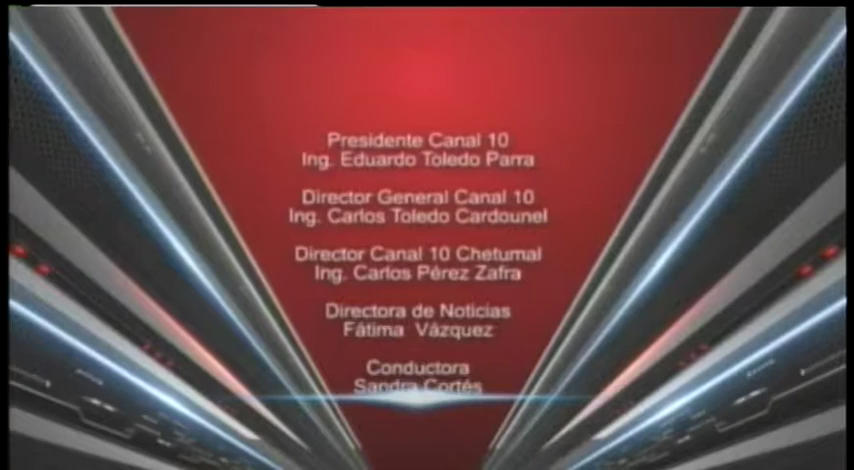 Presidente Canal 10
Ing. Eduardo Toledo Parra
Director General Canal 10
Ing. Carlos Toledo Cardounel
Director Canal 10 Chetumal
Ing. Carlos Pérez Zafra
Directora de Noticias
Fátima Vázquez
Conductora
Sandra Cortés